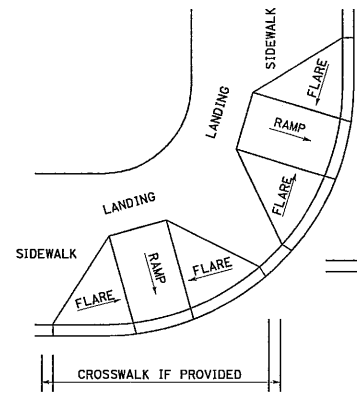 SIDEWALK
FLARE
LANDING
RAMP
FLARE
LANDING
SIDEWALK
RAMP
FLARE
FLARE
CROSSWALK IF PROVIDED